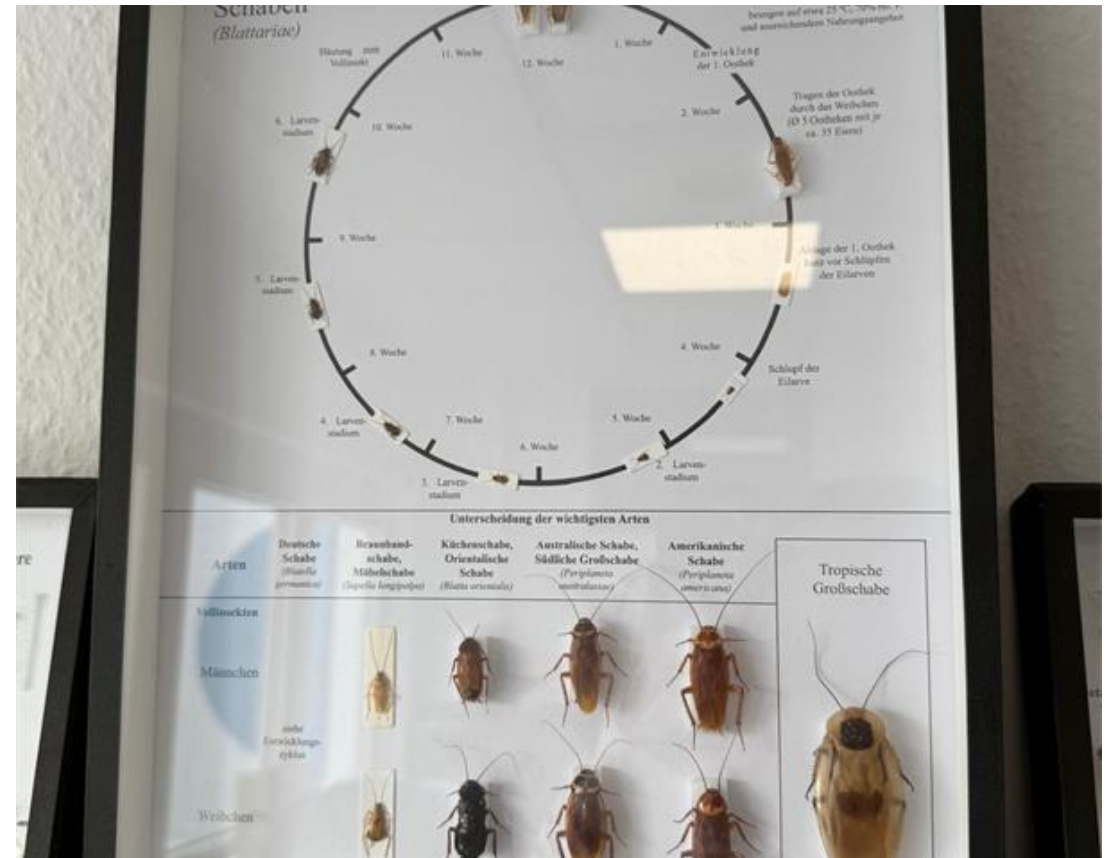 Schaben
(Blattariae)
bezogen auf etwa 25 °C,
und ausreichendem Nahrungsangebot
12. Woche
1. Woche
Entwicklung
der 1. Oothek
2. Woche
Tragen der Oothek
durch das Weibchen
(Ø 5 Ootheken mit je
ca. 35 Eiern)
3. Woche
Ablage der 1. Oothek
kurz vor Schlüpfen
der Eilarven
4. Woche
Schlupf der
Eilarve
5. Woche
2. Larven-
stadium
6. Woche
3. Larven-
stadium
7. Woche
4. Larven-
stadium
8. Woche
5. Larven-
stadium
9. Woche
6. Larven-
stadium
10. Woche
Häutung zum
Vollinsekt
11. Woche
Unterscheidung der wichtigsten Arten
Arten
Deutsche
Schabe
(Blattella
germanica)
Braunband-
schabe,
Möbelschabe
(Supella longipalpa)
Küchenschabe,
Orientalische
Schabe
(Blatta orientalis)
Australische Schabe,
Südliche Großschabe
(Periplaneta
australasiae)
Amerikanische
Schabe
(Periplaneta
americana)
Tropische
Großschabe
Vollinsekten
Männchen
siehe
Entwicklungs-
zyklus
Weibchen